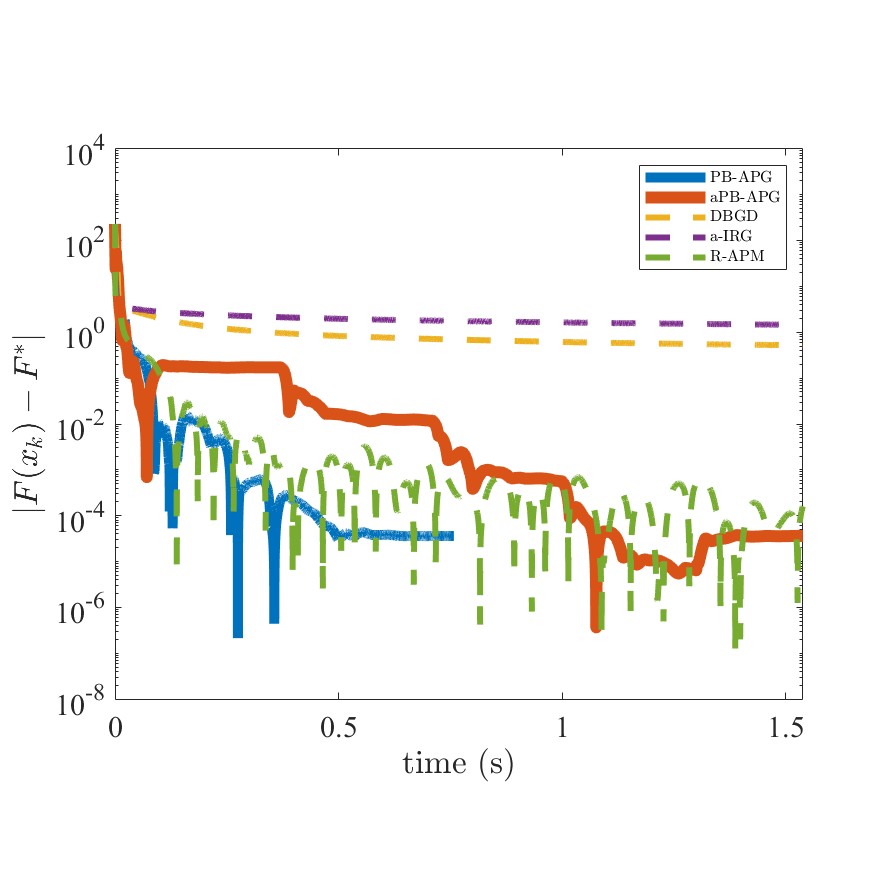 10^4
10^2
10^0
10^-2
10^-4
10^-6
10^-8
|F(x_k) − F*|
0 0.5 1 1.5
time (s)
PB-APG
aPB-APG
DBGD
a-IRG
R-APM